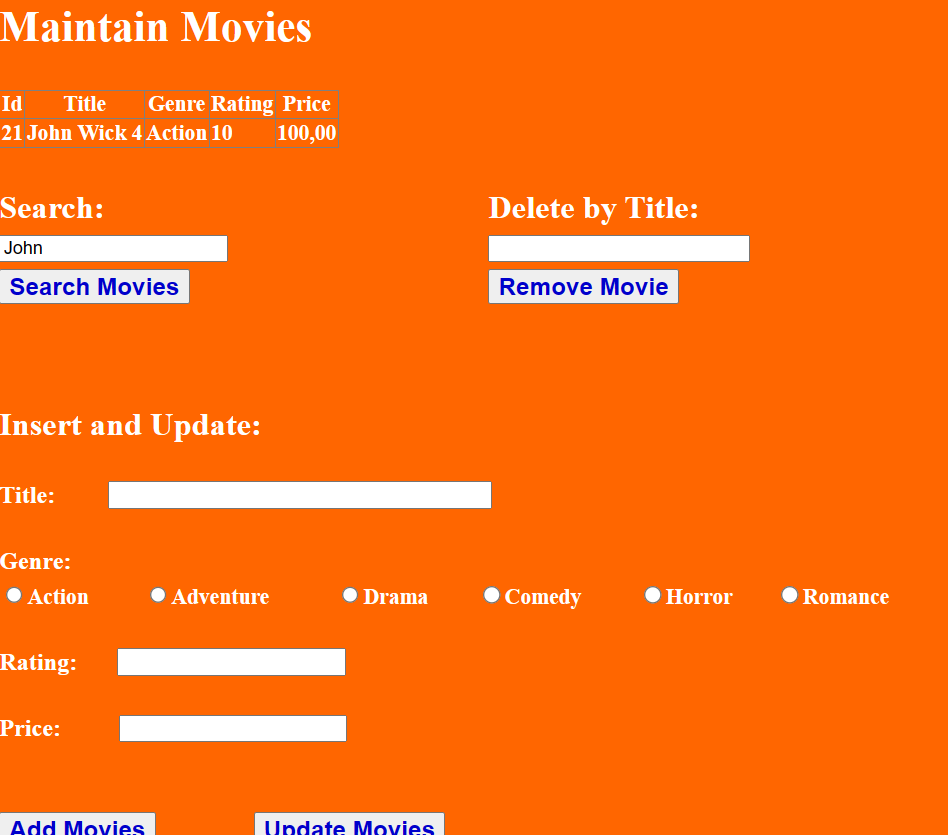 Maintain Movies
Id Title Genre Rating Price
21 John Wick 4 Action 10 100,00
Search: Delete by Title:
John
Search Movies Remove Movie
Insert and Update:
Title:
Genre:
Action Adventure Drama Comedy Horror Romance
Rating:
Price:
Add Movies Update Movies